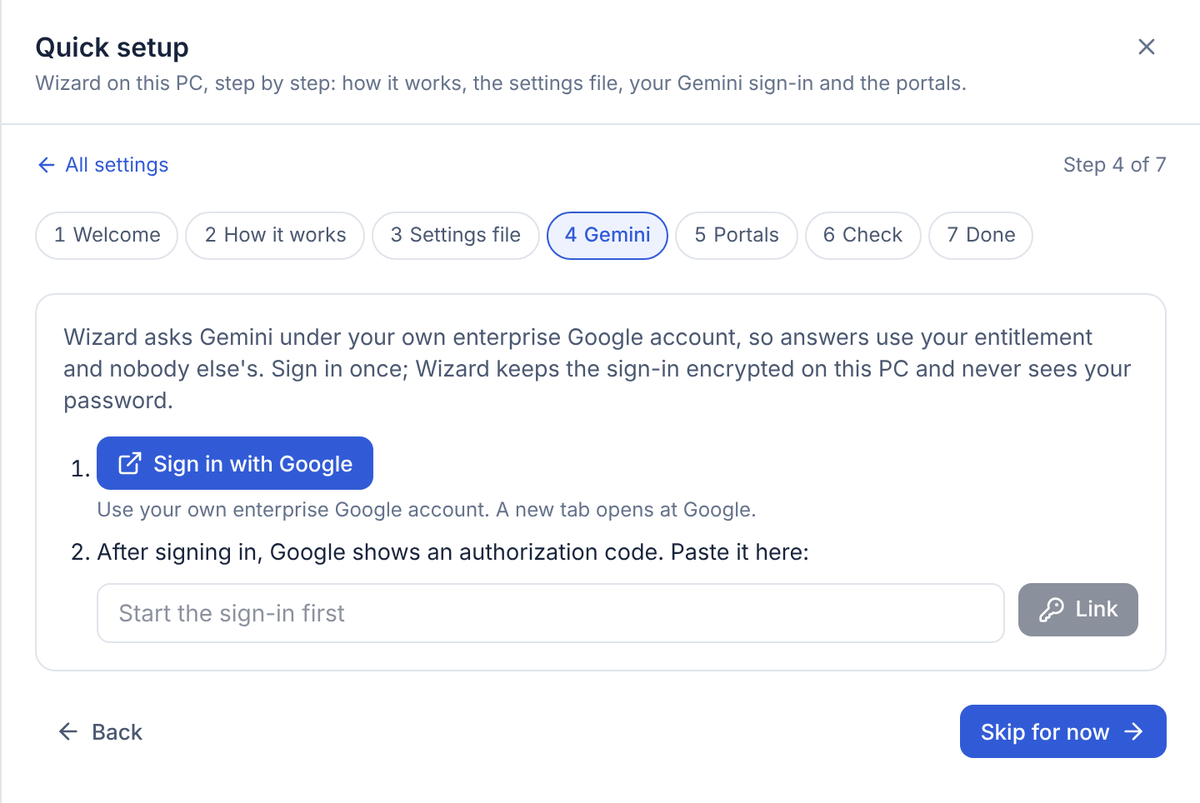 Quick setup
Wizard on this PC, step by step: how it works, the settings file, your Gemini sign-in and the portals.
All settings
Step 4 of 7
1 Welcome
2 How it works
3 Settings file
4 Gemini
5 Portals
6 Check
7 Done
Wizard asks Gemini under your own enterprise Google account, so answers use your entitlement
and nobody else's. Sign in once; Wizard keeps the sign-in encrypted on this PC and never sees your
password.
1. Sign in with Google
Use your own enterprise Google account. A new tab opens at Google.
2. After signing in, Google shows an authorization code. Paste it here:
Start the sign-in first
Link
Back
Skip for now